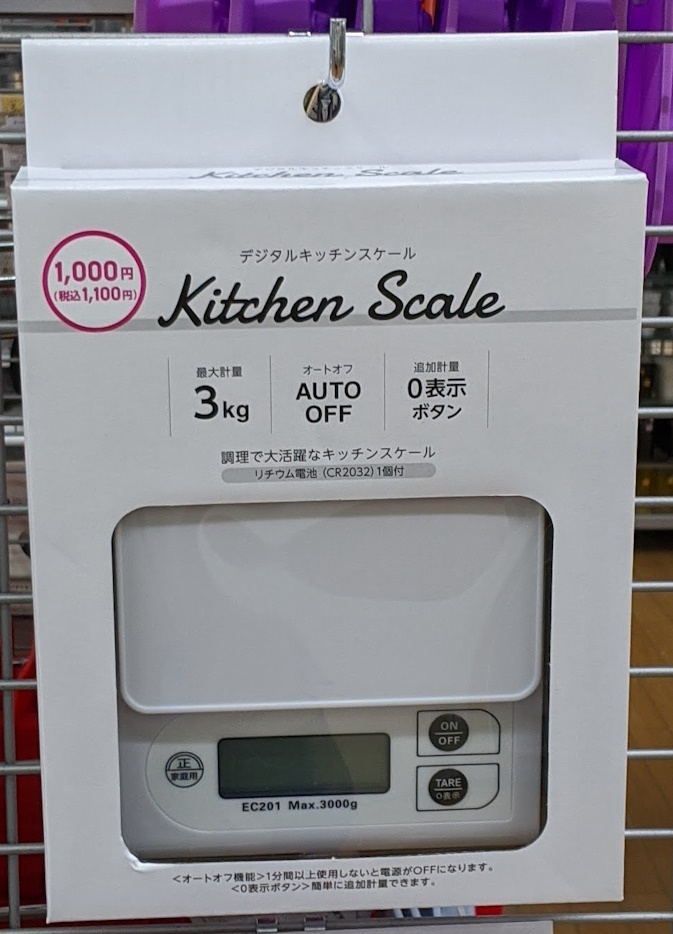 Kitchen Scale
1,000円
(税込1,100円)
デジタルキッチンスケール
Kitchen Scale
最大計量
3kg
オートオフ
AUTO
OFF
追加計量
0表示
ボタン
調理で大活躍なキッチンスケール
リチウム電池 (CR2032) 1個付
正
家庭用
EC201 Max.3000g
ON
OFF
TARE
0表示
<オートオフ機能>1分間以上使用しないと電源がOFFになります。
<0表示ボタン>簡単に追加計量できます。